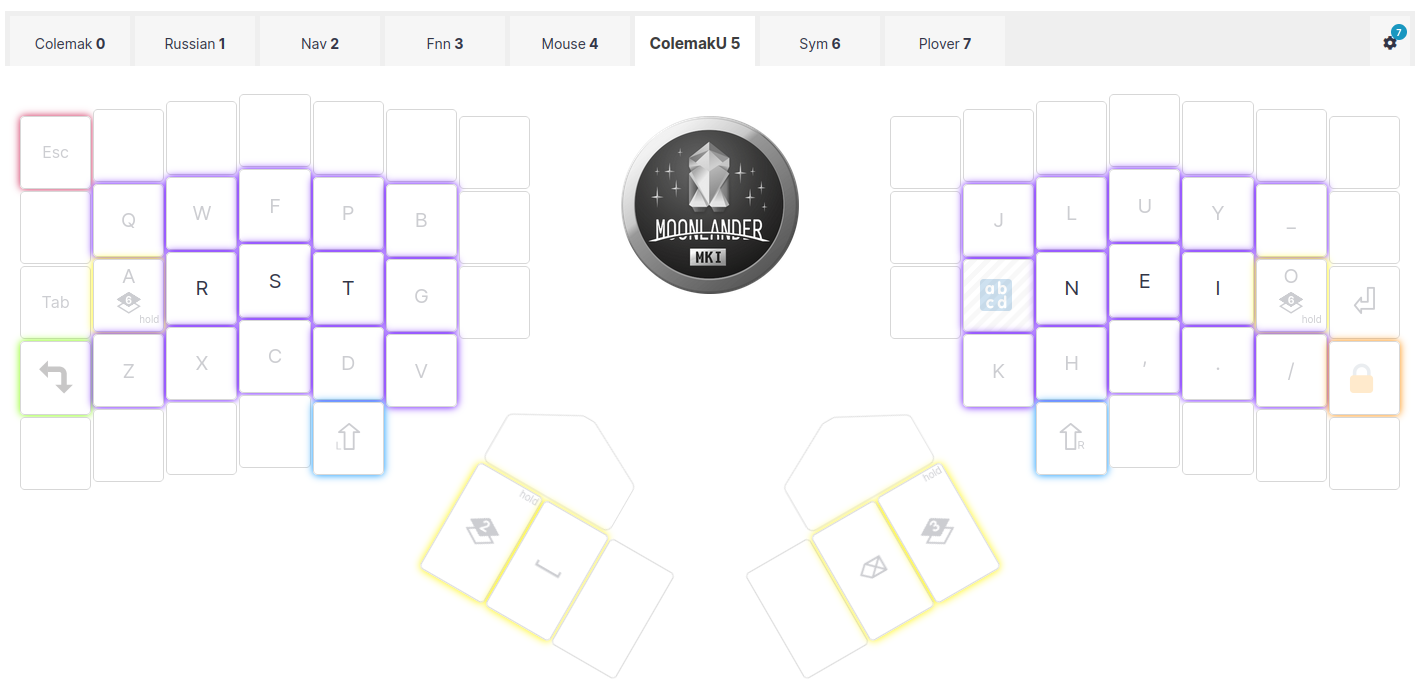 Colemak 0 Russian 1 Nav 2 Fnn 3 Mouse 4 ColemakU 5 Sym 6 Plover 7 7
Esc
Q W F P B J L U Y _
Tab A 6 hold R S T G ab cd N E I O 6 hold
Z X C D V K H , . /
L R
2 hold 3 hold
MOONLANDER
MKI